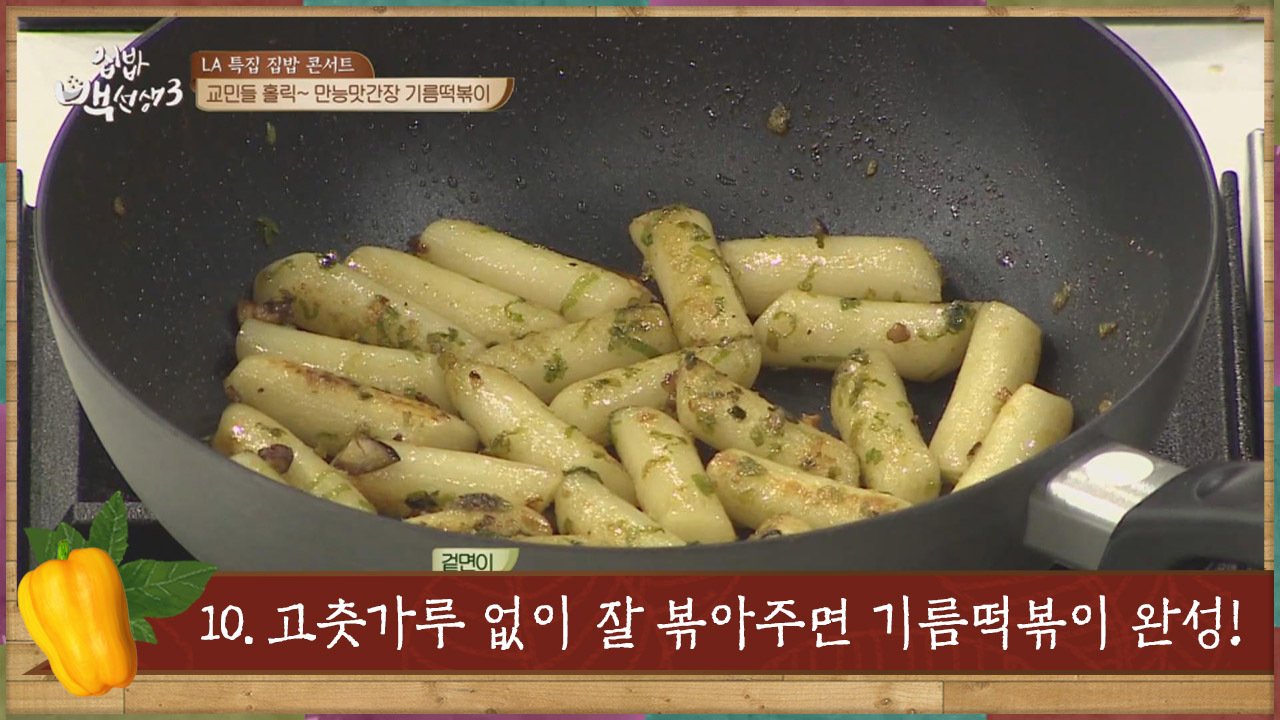 집밥
백선생3
LA 특집 집밥 콘서트
교민들 홀릭~ 만능맛간장 기름떡볶이
겉면이
10. 고춧가루 없이 잘 볶아주면 기름떡볶이 완성!